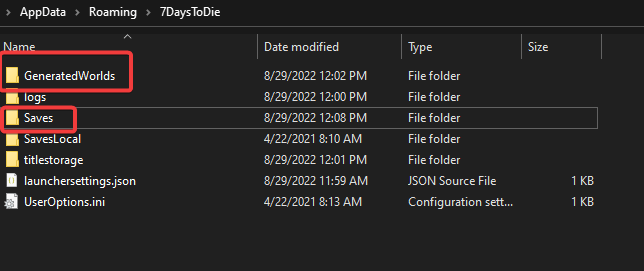 > AppData > Roaming > 7DaysToDie
Name Date modified Type Size
GeneratedWorlds 8/29/2022 12:02 PM File folder
logs 8/29/2022 12:00 PM File folder
Saves 8/29/2022 12:08 PM File folder
SavesLocal 4/22/2021 8:10 AM File folder
titlestorage 8/29/2022 12:01 PM File folder
launchersettings.json 8/29/2022 11:59 AM JSON Source File 1 KB
UserOptions.ini 4/22/2021 8:13 AM Configuration sett... 1 KB